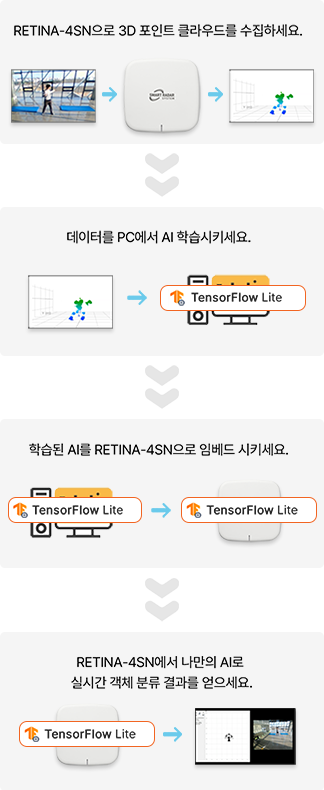 RETINA-4SN으로 3D 포인트 클라우드를 수집하세요.
SMART RADAR
SYSTEM
데이터를 PC에서 AI 학습시키세요.
TensorFlow Lite
학습된 AI를 RETINA-4SN으로 임베드 시키세요.
TensorFlow Lite
TensorFlow Lite
RETINA-4SN에서 나만의 AI로
실시간 객체 분류 결과를 얻으세요.
TensorFlow Lite